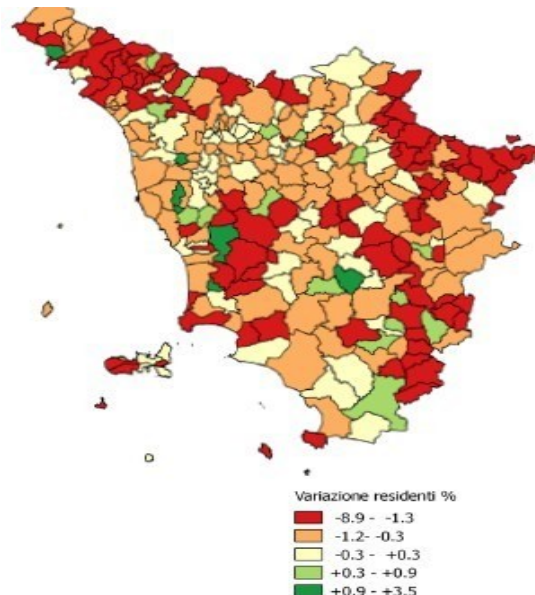 Variazione residenti %
-8.9 - -1.3
-1.2- -0.3
-0.3 - +0.3
+0.3 - +0.9
+0.9 - +3.5